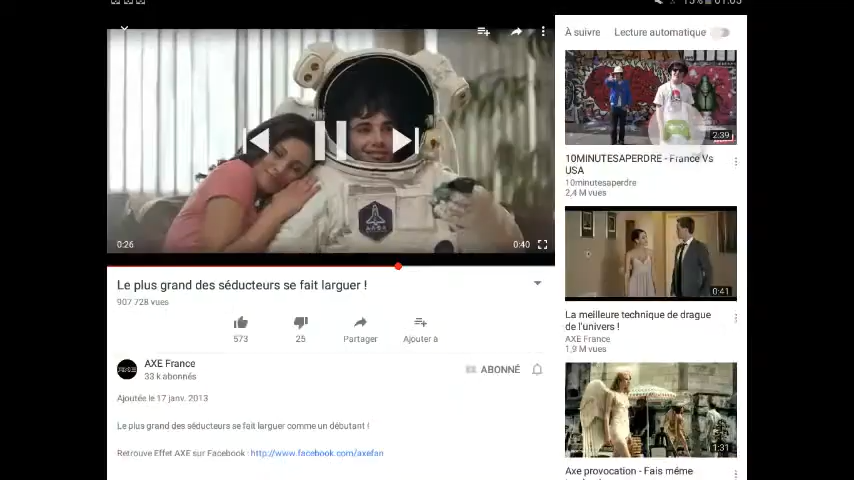 0:26
0:40
Le plus grand des séducteurs se fait larguer !
907 728 vues
573
25
Partager
Ajouter à
AXE France
33 k abonnés
ABONNÉ
Ajoutée le 17 janv. 2013
Le plus grand des séducteurs se fait larguer comme un débutant !
Retrouve Effet AXE sur Facebook : http://www.facebook.com/axefan
À suivre
Lecture automatique
2:39
10MINUTESAPERDRE - France Vs
USA
10minutesaperdre
2,4 M vues
0:41
La meilleure technique de drague
de l'univers !
AXE France
1,9 M vues
1:31
Axe provocation - Fais même